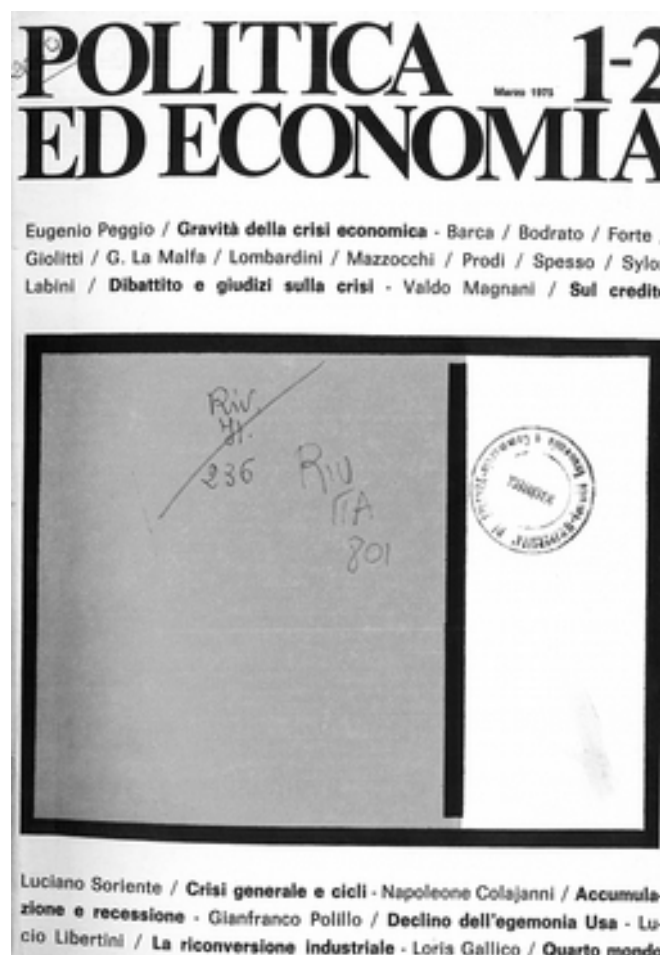 POLITICA 1-2
Marzo 1975
ED ECONOMIA
Eugenio Peggio / Gravità della crisi economica - Barca / Bodrato / Forte /
Giolitti / G. La Malfa / Lombardini / Mazzocchi / Prodi / Spesso / Sylos
Labini / Dibattito e giudizi sulla crisi - Valdo Magnani / Sul credito
Riv.
236
RIV
ITA
801
Luciano Soriente / Crisi generale e cicli - Napoleone Colajanni / Accumula-
zione e recessione - Gianfranco Polillo / Declino dell'egemonia Usa - Lu-
cio Libertini / La riconversione industriale - Loris Gallico / Quarto mondo